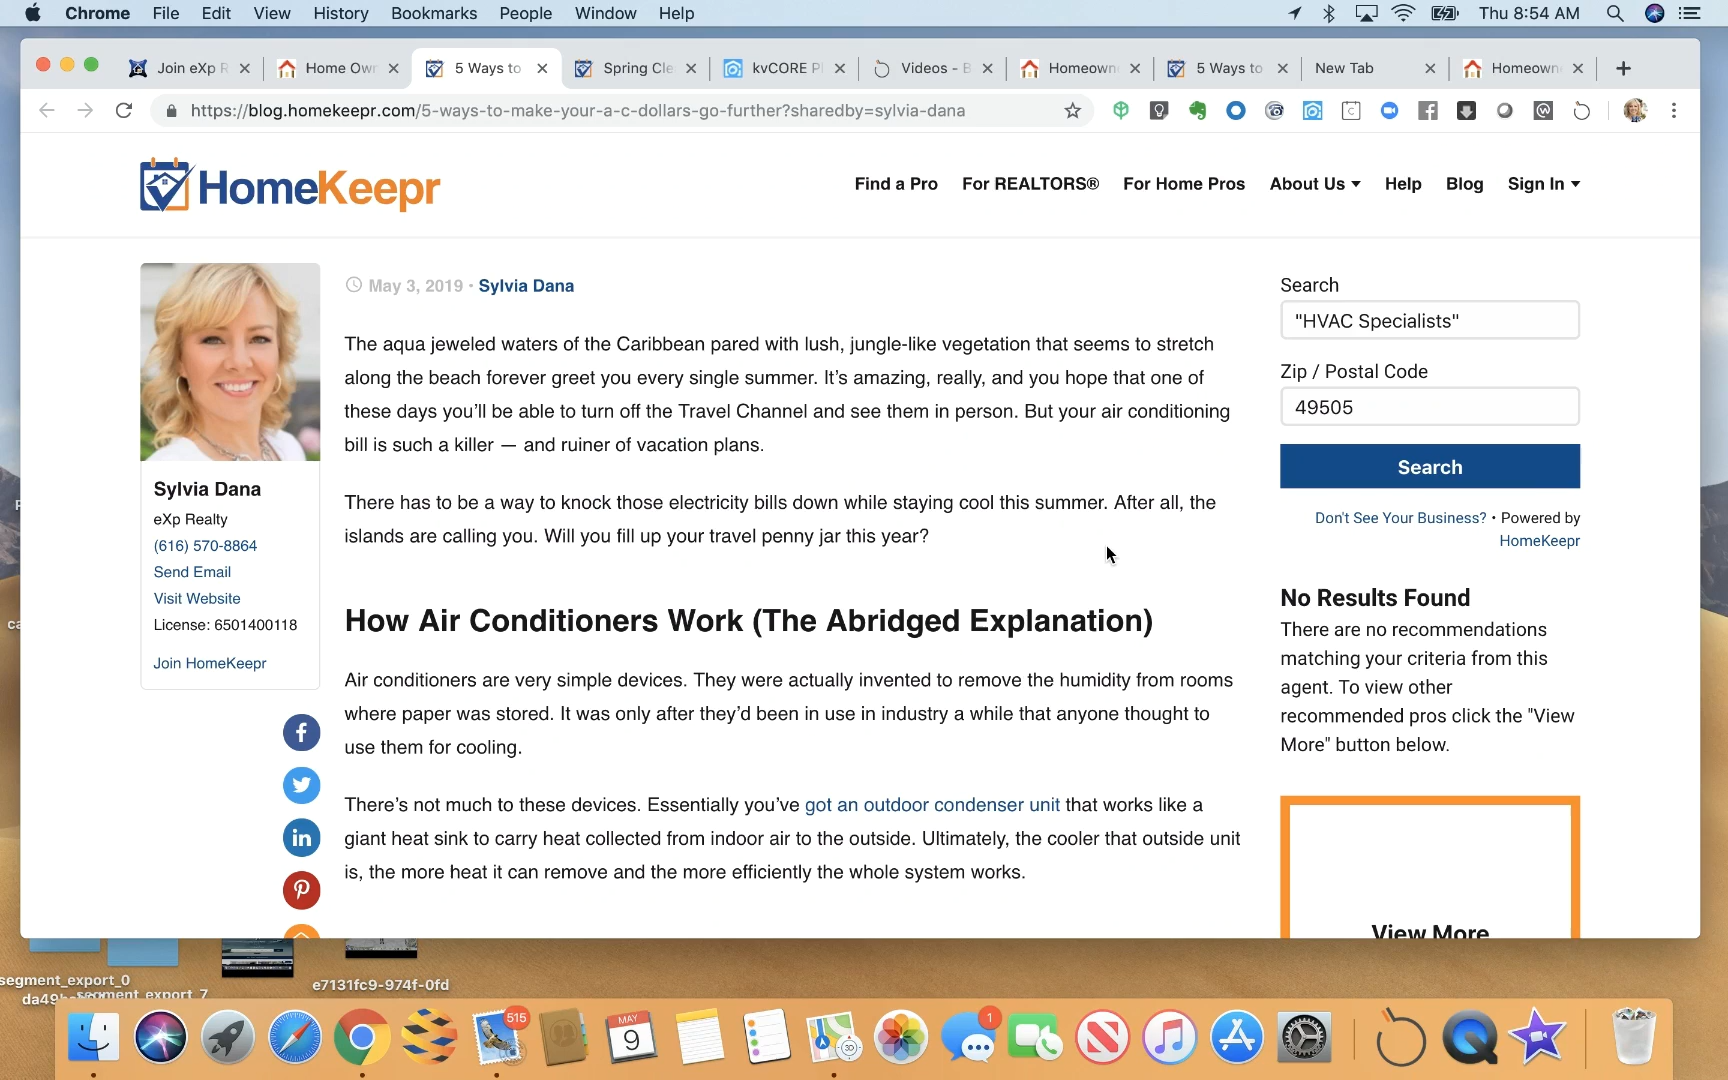 Chrome File Edit View History Bookmarks People Window Help Thu 8:54 AM
Join eXp R Home Own 5 Ways to Spring Cle kvCORE P Videos - B Homeown 5 Ways to New Tab Homeown
https://blog.homekeepr.com/5-ways-to-make-your-a-c-dollars-go-further?sharedby=sylvia-dana
HomeKeepr
Find a Pro For REALTORS® For Home Pros About Us Help Blog Sign In
Sylvia Dana
eXp Realty
(616) 570-8864
Send Email
Visit Website
License: 6501400118
Join HomeKeepr
May 3, 2019 • Sylvia Dana
The aqua jeweled waters of the Caribbean pared with lush, jungle-like vegetation that seems to stretch
along the beach forever greet you every single summer. It's amazing, really, and you hope that one of
these days you'll be able to turn off the Travel Channel and see them in person. But your air conditioning
bill is such a killer — and ruiner of vacation plans.
There has to be a way to knock those electricity bills down while staying cool this summer. After all, the
islands are calling you. Will you fill up your travel penny jar this year?
How Air Conditioners Work (The Abridged Explanation)
Air conditioners are very simple devices. They were actually invented to remove the humidity from rooms
where paper was stored. It was only after they'd been in use in industry a while that anyone thought to
use them for cooling.
There's not much to these devices. Essentially you've got an outdoor condenser unit that works like a
giant heat sink to carry heat collected from indoor air to the outside. Ultimately, the cooler that outside unit
is, the more heat it can remove and the more efficiently the whole system works.
Search
"HVAC Specialists"
Zip / Postal Code
49505
Search
Don't See Your Business? • Powered by
HomeKeepr
No Results Found
There are no recommendations
matching your criteria from this
agent. To view other
recommended pros click the "View
More" button below.
View More
segment_export_0
da49
segment_export_7
e7131fc9-974f-0fd
515
MAY
9
3D
1